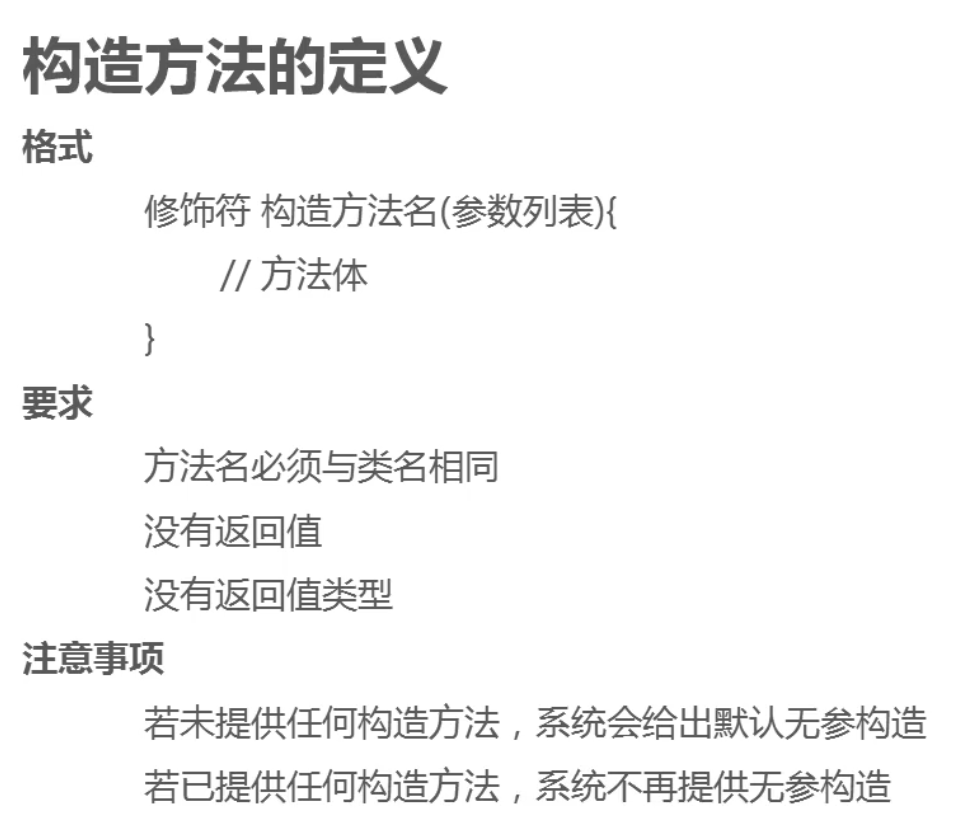 构造方法的定义
格式
修饰符 构造方法名(参数列表){
// 方法体
}
要求
方法名必须与类名相同
没有返回值
没有返回值类型
注意事项
若未提供任何构造方法，系统会给出默认无参构造
若已提供任何构造方法，系统不再提供无参构造